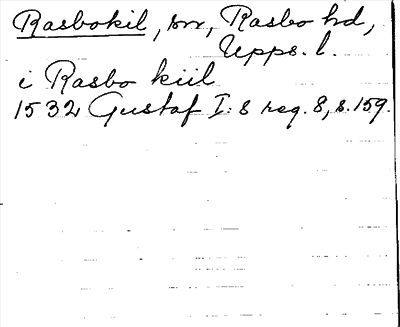 Rasbokil, sn, Rasbo hd,
Upps. l.
i Rasbo kiil
1532 Gustaf I:s reg. 8, s. 159.